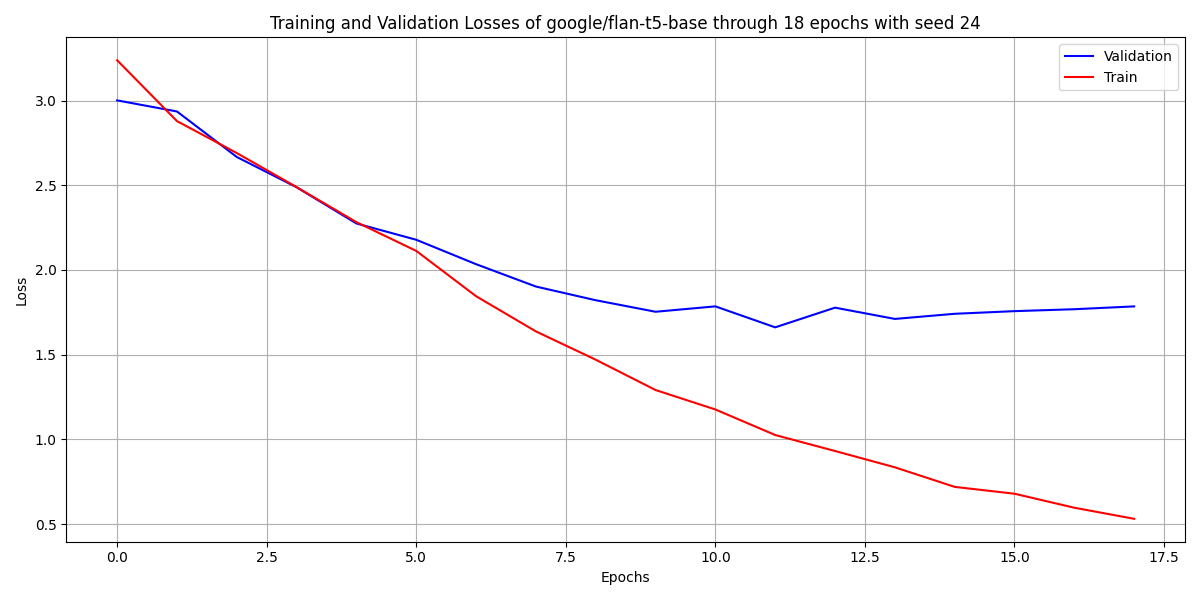 Training and Validation Losses of google/flan-t5-base through 18 epochs with seed 24
Validation
Train
3.0
2.5
2.0
1.5
1.0
0.5
Loss
0.0 2.5 5.0 7.5 10.0 12.5 15.0 17.5
Epochs